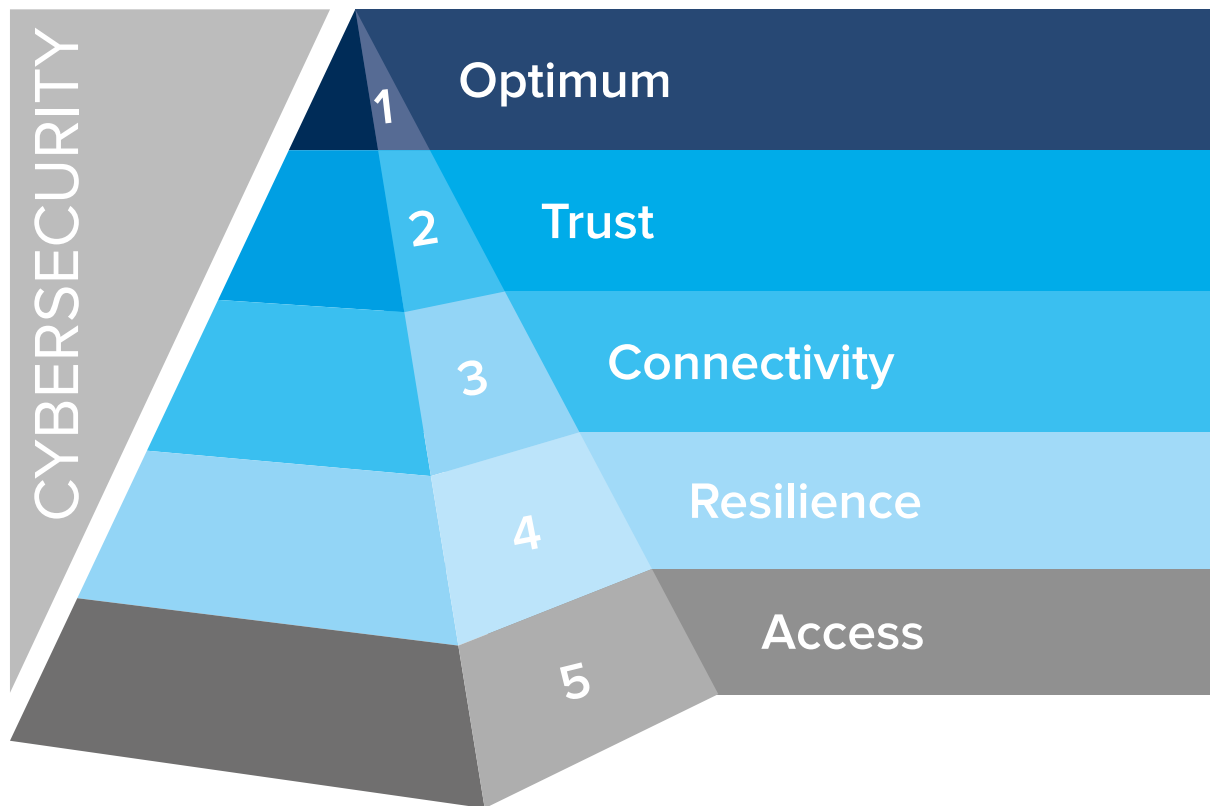 CYBERSECURITY
1 Optimum
2 Trust
3 Connectivity
4 Resilience
5 Access